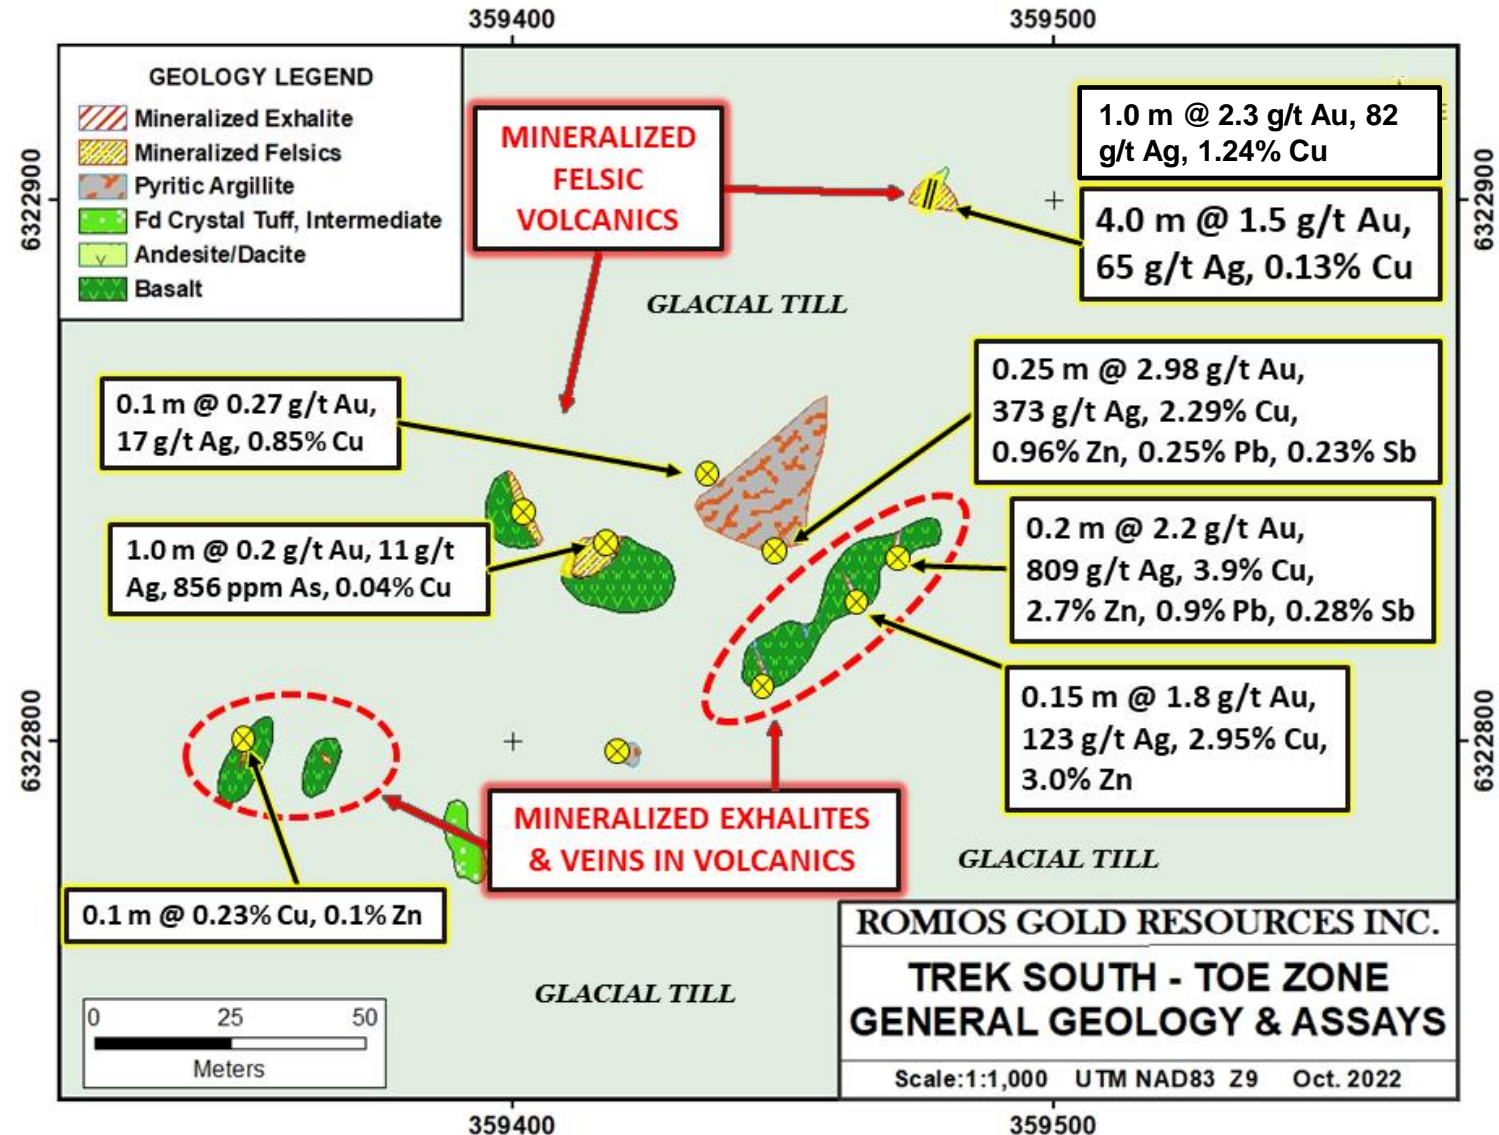 359400
359500
GEOLOGY LEGEND
Mineralized Exhalite
Mineralized Felsics
Pyritic Argillite
Fd Crystal Tuff, Intermediate
Andesite/Dacite
Basalt
6322900
6322900
MINERALIZED
FELSIC
VOLCANICS
1.0 m @ 2.3 g/t Au, 82
g/t Ag, 1.24% Cu
4.0 m @ 1.5 g/t Au,
65 g/t Ag, 0.13% Cu
GLACIAL TILL
0.1 m @ 0.27 g/t Au,
17 g/t Ag, 0.85% Cu
0.25 m @ 2.98 g/t Au,
373 g/t Ag, 2.29% Cu,
0.96% Zn, 0.25% Pb, 0.23% Sb
1.0 m @ 0.2 g/t Au, 11 g/t
Ag, 856 ppm As, 0.04% Cu
0.2 m @ 2.2 g/t Au,
809 g/t Ag, 3.9% Cu,
2.7% Zn, 0.9% Pb, 0.28% Sb
0.15 m @ 1.8 g/t Au,
123 g/t Ag, 2.95% Cu,
3.0% Zn
6322800
6322800
MINERALIZED EXHALITES
& VEINS IN VOLCANICS
GLACIAL TILL
0.1 m @ 0.23% Cu, 0.1% Zn
GLACIAL TILL
0 25 50
Meters
ROMIOS GOLD RESOURCES INC.
TREK SOUTH - TOE ZONE
GENERAL GEOLOGY & ASSAYS
Scale:1:1,000 UTM NAD83 Z9 Oct. 2022
359400
359500